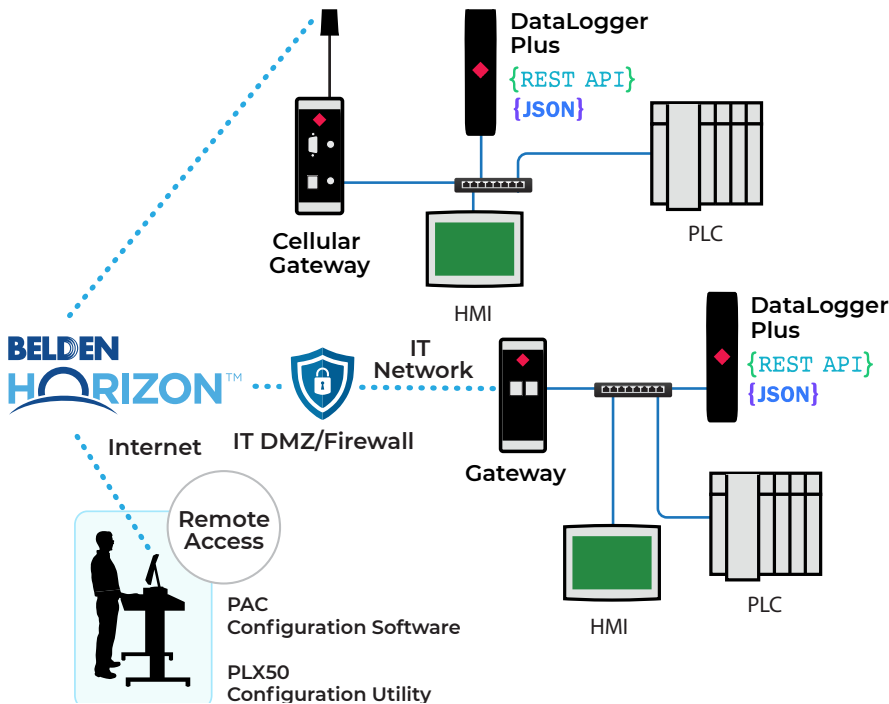 DataLogger
Plus
{REST API}
{JSON}
PLC
Cellular
Gateway
HMI
DataLogger
Plus
{REST API}
{JSON}
BELDEN
HORIZON™
IT
Network
IT DMZ/Firewall
Internet
Gateway
Remote
Access
PLC
HMI
PAC
Configuration Software
PLX50
Configuration Utility